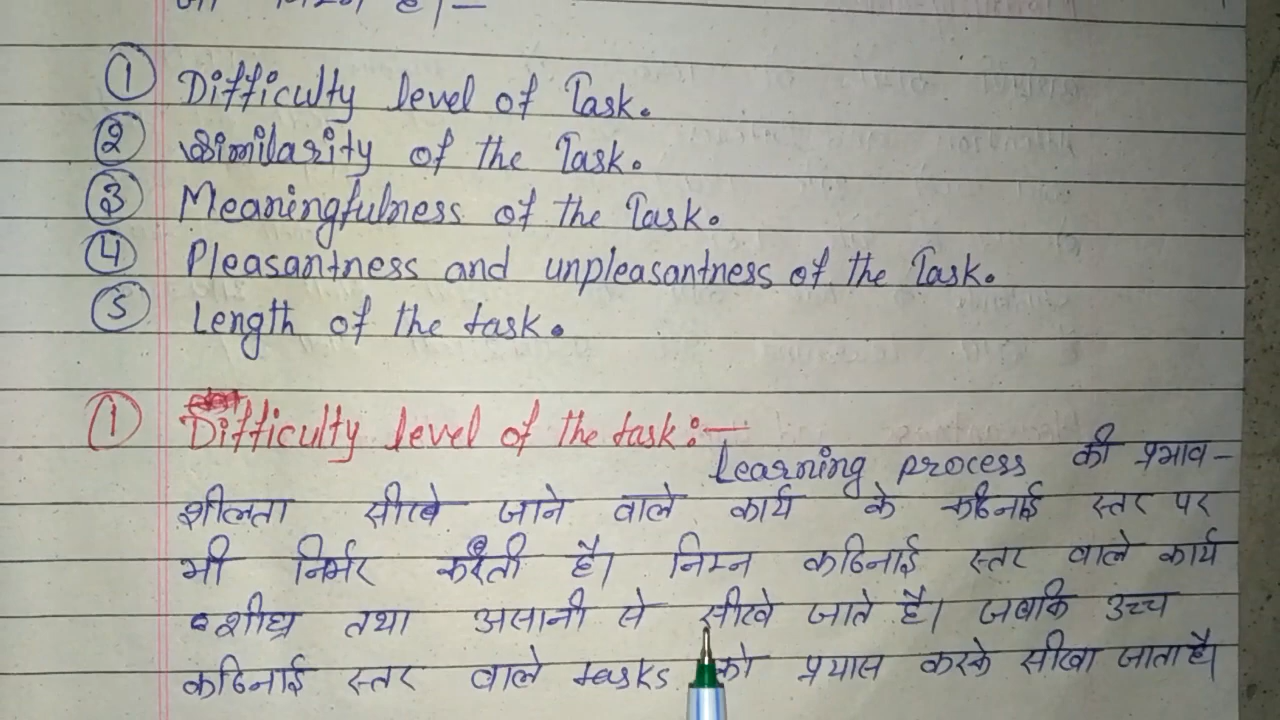 ① Difficulty level of Task.
② Similarity of the Task.
③ Meaningfulness of the Task.
④ Pleasantness and unpleasantness of the Task.
⑤ Length of the task.
① Difficulty level of the task:—
Learning process की प्रभाव-
शीलता सीखे जाने वाले कार्य के कठिनाई स्तर पर
भी निर्भर करती है। निम्न कठिनाई स्तर वाले कार्य
शीघ्र तथा असानी से सीखे जाते है। जबकि उच्च
कठिनाई स्तर वाले tasks को प्रयास करके सीखा जाता है।